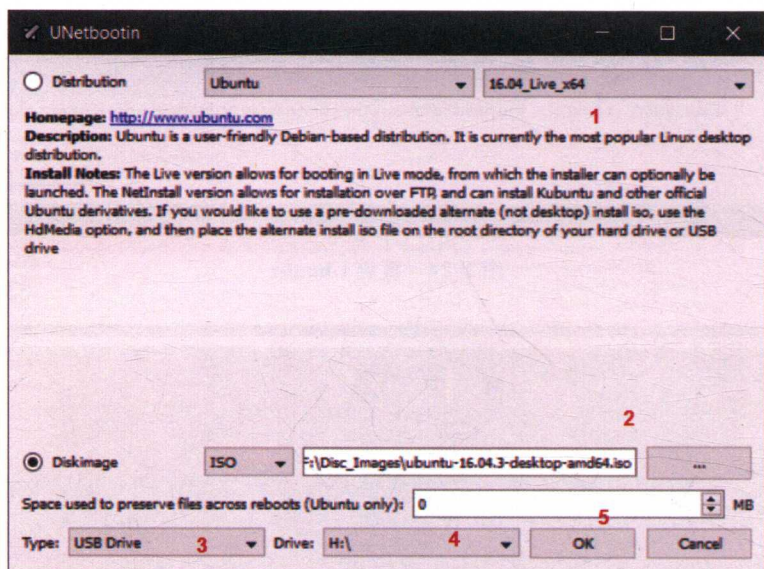 UNetbootin
Distribution Ubuntu 16.04_Live_x64
1
Homepage: http://www.ubuntu.com
Description: Ubuntu is a user-friendly Debian-based distribution. It is currently the most popular Linux desktop
distribution.
Install Notes: The Live version allows for booting in Live mode, from which the installer can optionally be
launched. The NetInstall version allows for installation over FTP, and can install Kubuntu and other official
Ubuntu derivatives. If you would like to use a pre-downloaded alternate (not desktop) install iso, use the
HdMedia option, and then place the alternate install iso file on the root directory of your hard drive or USB
drive
2
Diskimage ISO F:\Disc_Images\ubuntu-16.04.3-desktop-amd64.iso ...
Space used to preserve files across reboots (Ubuntu only): 0 MB
5
Type: USB Drive 3 Drive: H:\ 4 OK Cancel